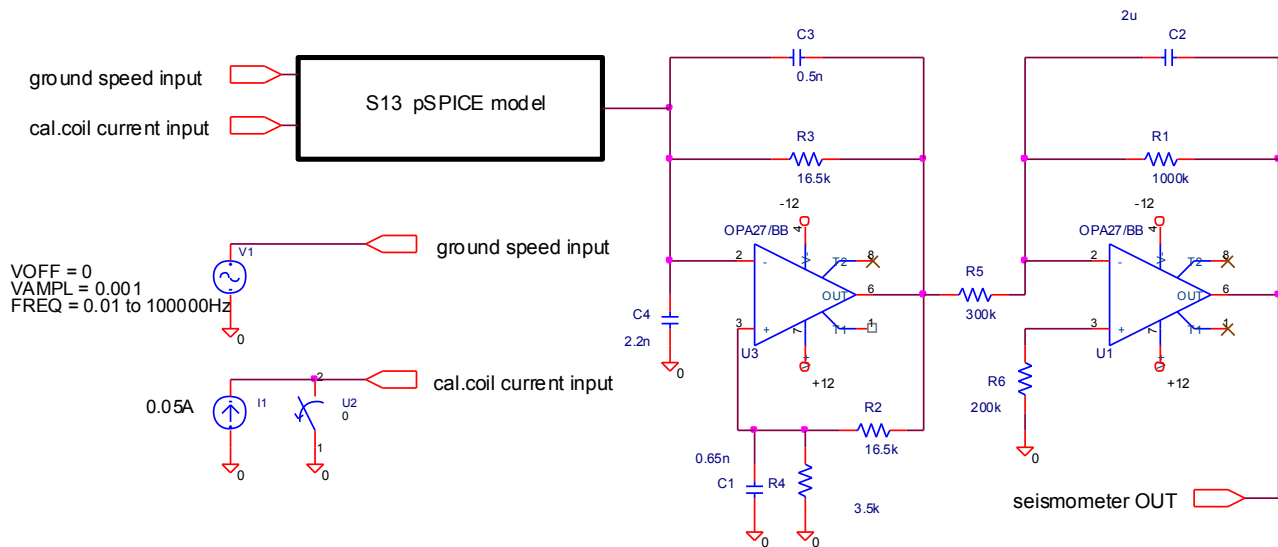 2u
C3
C2
0.5n
ground speed input
S13 pSPICE model
cal.coil current input
R3
R1
16.5k
1000k
-12
-12
OPA27/BB
OPA27/BB
4
V-
T2
8
2
-
OUT
6
3
+
7
V+
T1
1
U3
+12
4
V-
T2
8
2
-
OUT
6
3
+
7
V+
T1
1
U1
+12
R5
300k
C4
2.2n
0
R6
200k
0
V1
ground speed input
VOFF = 0
VAMPL = 0.001
FREQ = 0.01 to 100000Hz
0
cal.coil current input
0.05A
I1
2
U2
0
1
0
0
R2
16.5k
0.65n
C1
R4
3.5k
0
0
seismometer OUT